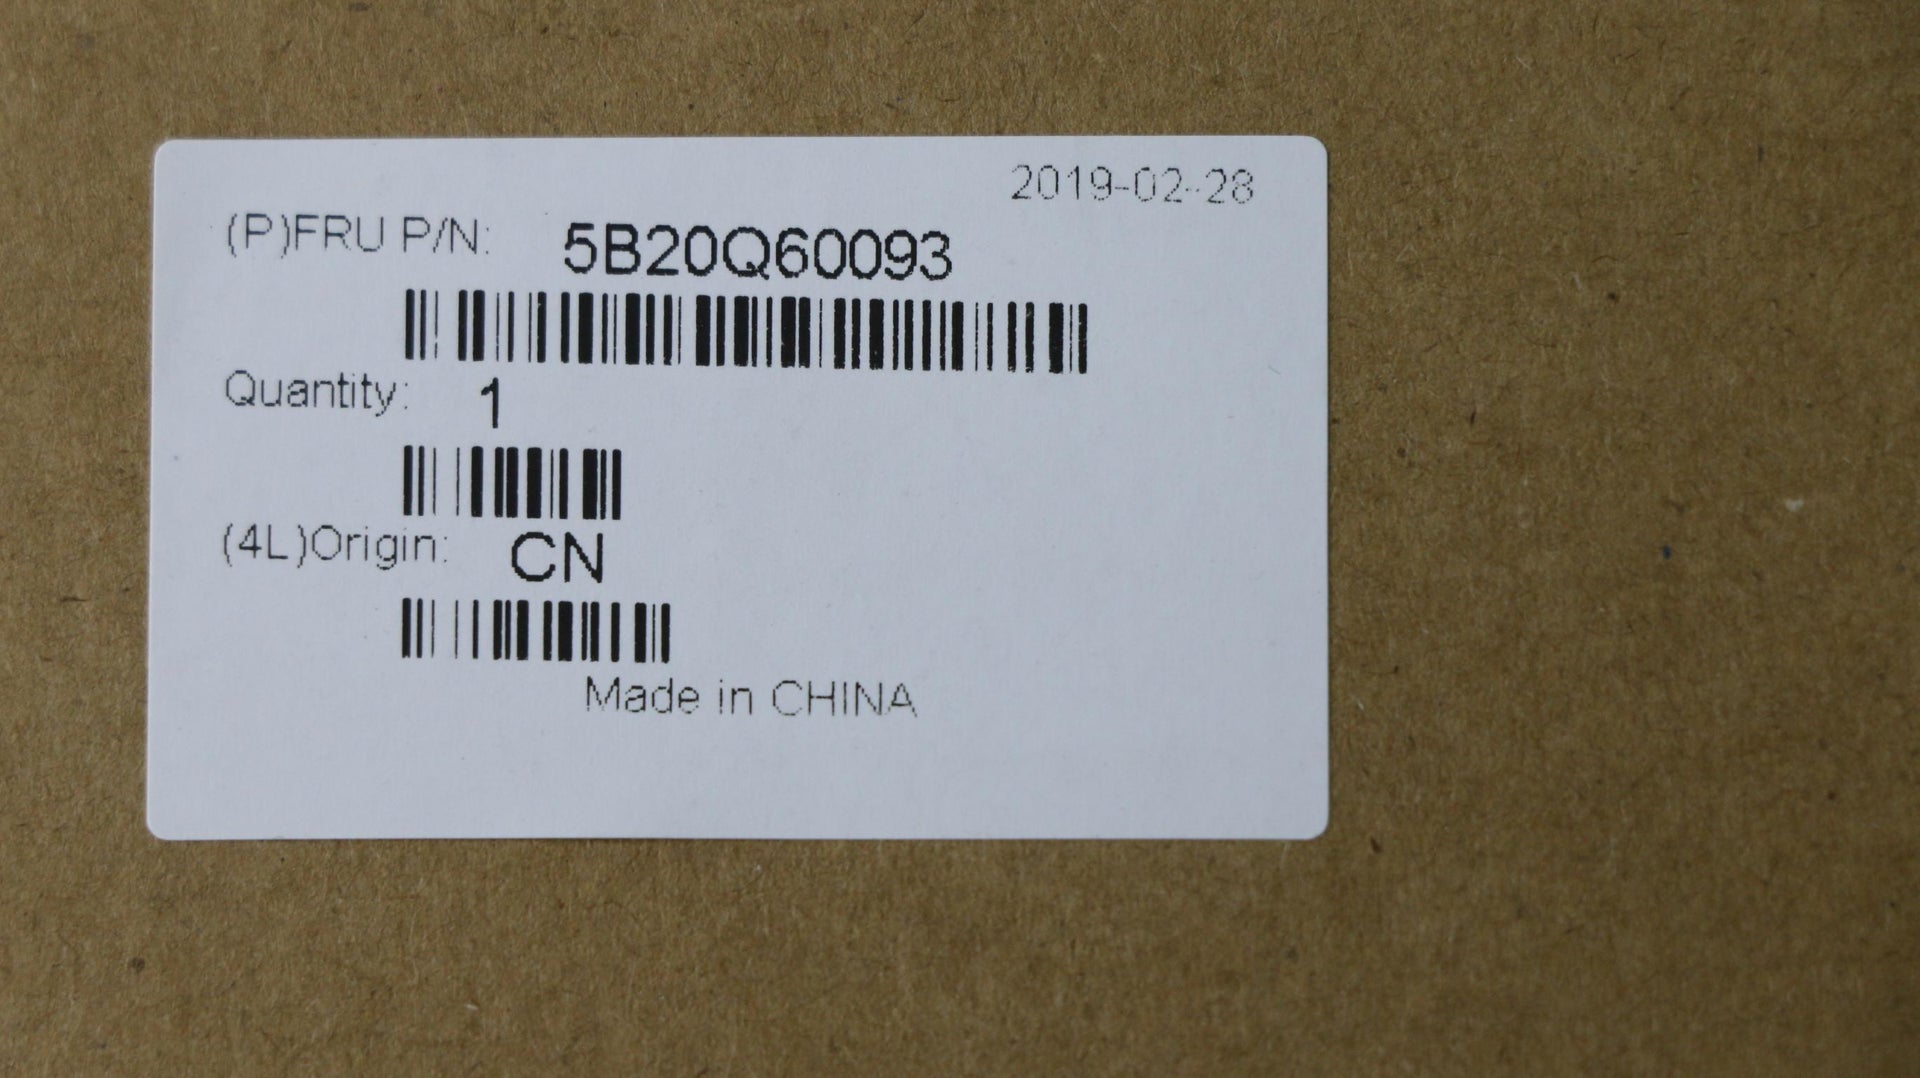 2019-02-28
(P)FRU P/N: 5B20Q60093
Quantity: 1
(4L)Origin: CN
Made in CHINA